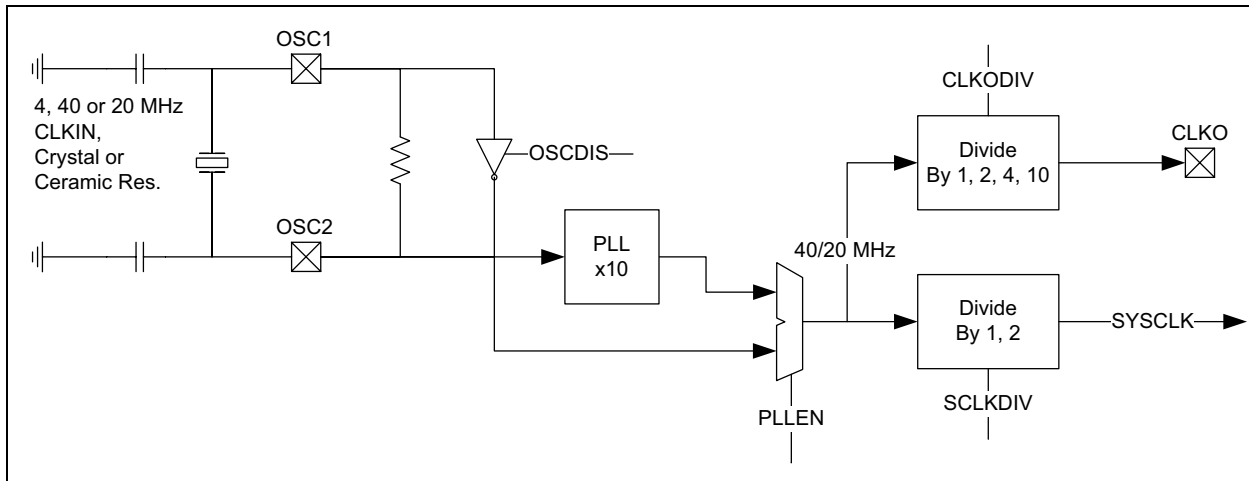 OSC1
4, 40 or 20 MHz
CLKIN,
Crystal or
Ceramic Res.
OSC2
OSCDIS
PLL
x10
PLLEN
40/20 MHz
CLKODIV
Divide
By 1, 2, 4, 10
CLKO
Divide
By 1, 2
SYSCLK
SCLKDIV